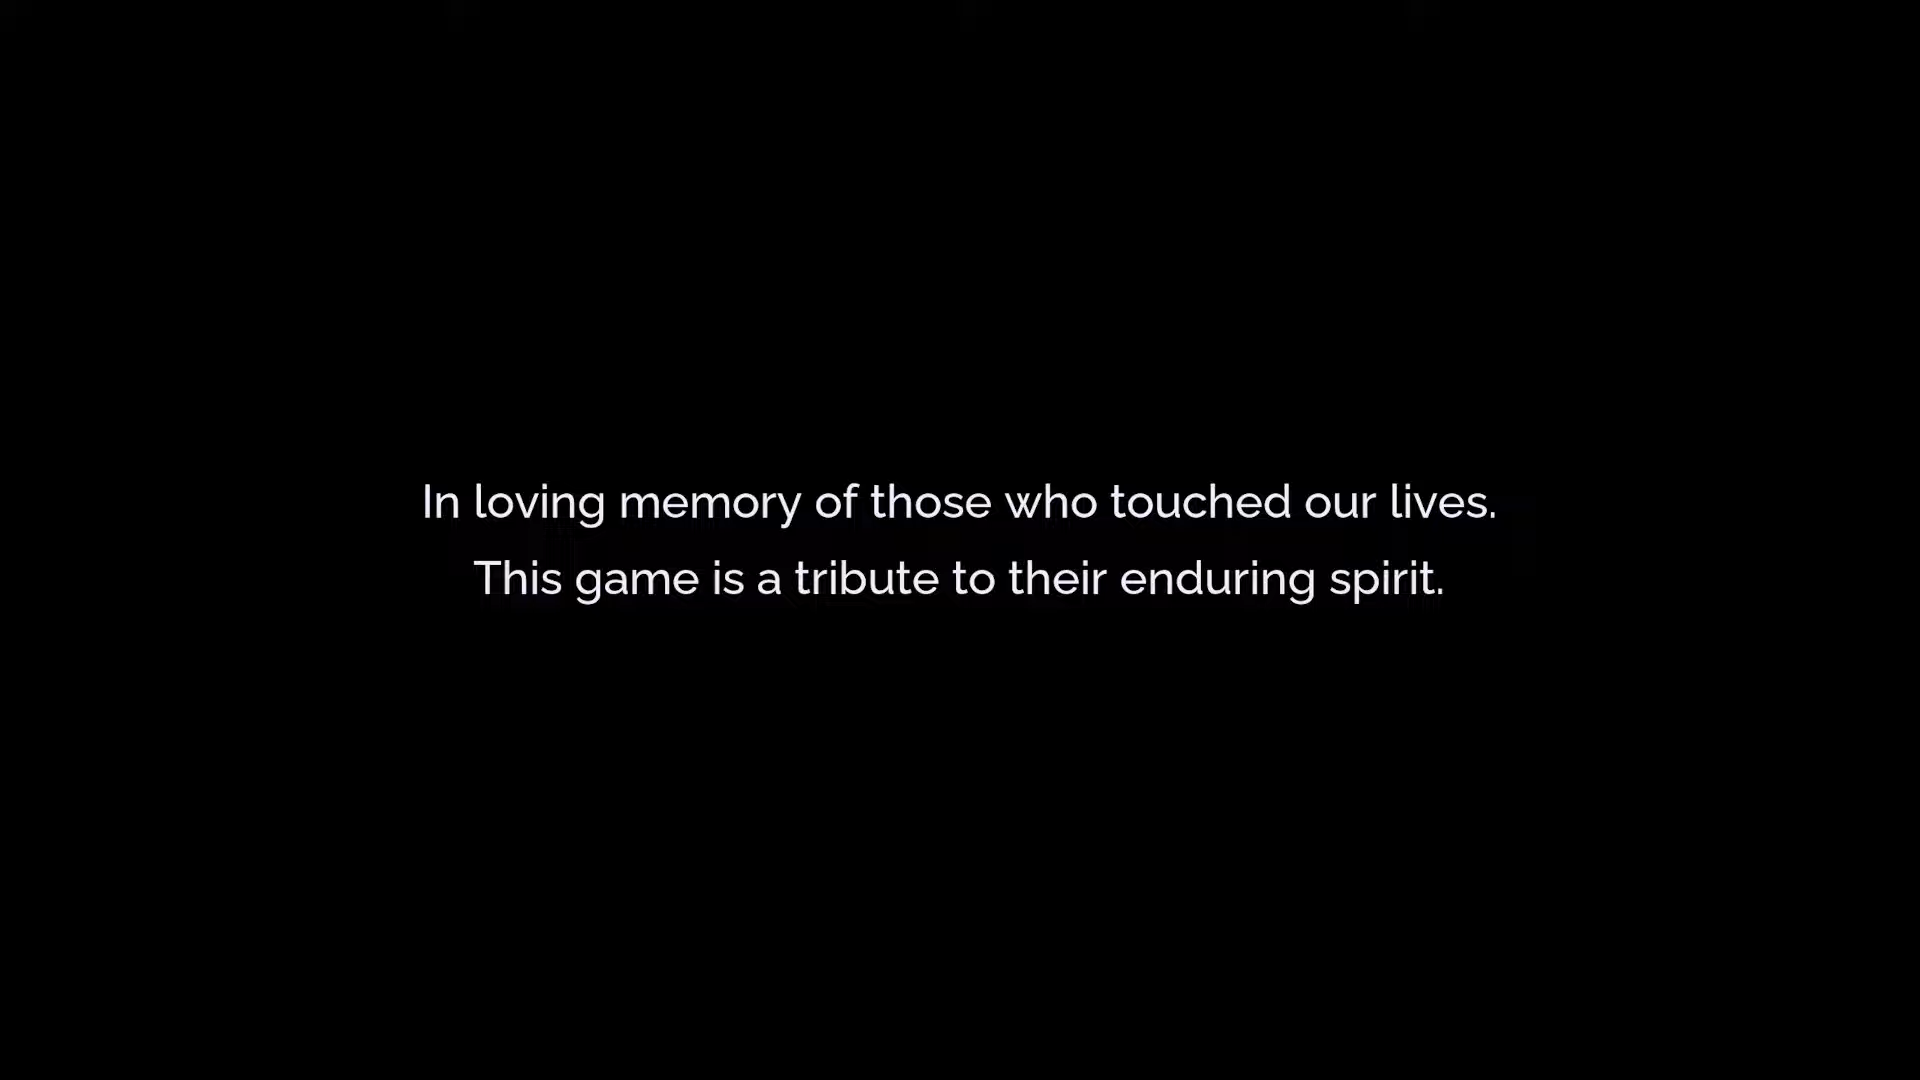 In loving memory of those who touched our lives.
This game is a tribute to their enduring spirit.